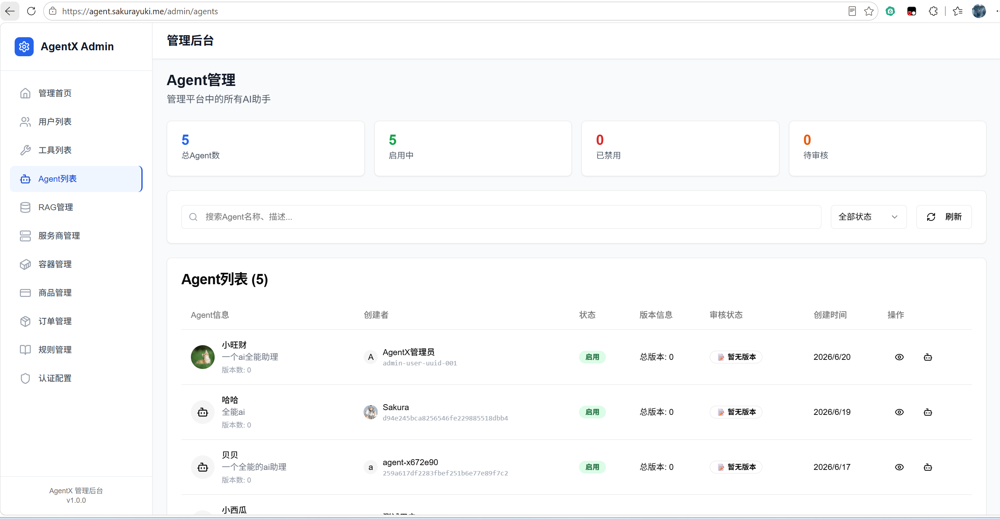 https://agent.sakurayuki.me/admin/agents
AgentX Admin
管理首页
用户列表
工具列表
Agent列表
RAG管理
服务商管理
容器管理
商品管理
订单管理
规则管理
认证配置
AgentX 管理后台
v1.0.0
管理后台
Agent管理
管理平台中的所有AI助手
5
总Agent数
5
启用中
0
已禁用
0
待审核
搜索Agent名称、描述...
全部状态
刷新
Agent列表 (5)
Agent信息 创建者 状态 版本信息 审核状态 创建时间 操作
小旺财
一个ai全能助理
版本数: 0
A
AgentX管理员
admin-user-uuid-001
启用
总版本: 0
暂无版本
2026/6/20
哈哈
全能ai
版本数: 0
Sakura
d94e245bca8256546fe229885518dbb4
启用
总版本: 0
暂无版本
2026/6/19
贝贝
一个全能的ai助理
版本数: 0
a
agent-x672e90
259a617df2283fbef251b6e77e89f7c2
启用
总版本: 0
暂无版本
2026/6/17
小西瓜